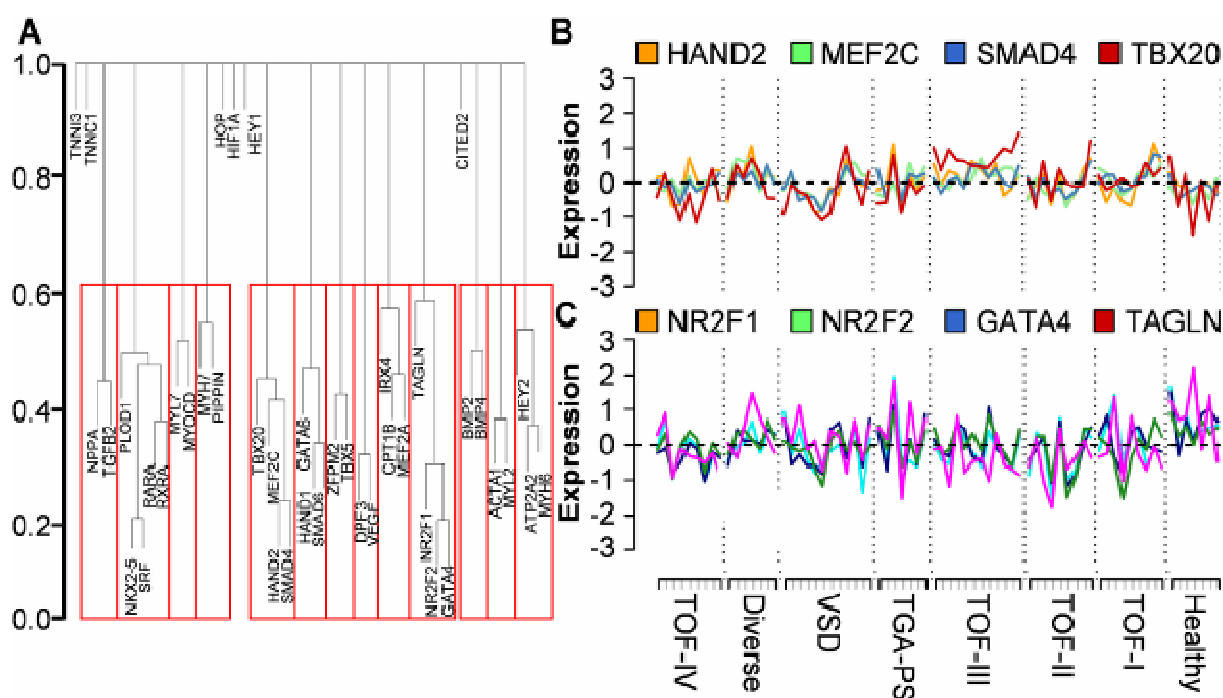 A
1.0
0.8
0.6
0.4
0.2
0.0
TNNI3
TNNC1
HOP
HIF1A
HEY1
CITED2
NPPA
TGFB2
PLOD1
NKX2-5
SRF
RARA
RXRA
MYL7
MYOCD
MYH7
PIPPIN
TBX20
MEF2C
HAND2
SMAD4
GATA6
HAND1
SMAD6
ZFPM2
TBX5
DPF3
VEGF
IRX4
CPT1B
MEF2A
TAGLN
NR2F1
NR2F2
GATA4
BMP2
BMP4
ACTA1
MYL2
HEY2
ATP2A2
MYH6
B
HAND2 MEF2C SMAD4 TBX20
Expression
3
2
1
0
-1
-2
-3
C
NR2F1 NR2F2 GATA4 TAGLN
Expression
3
2
1
0
-1
-2
-3
TOF-IV
Diverse
VSD
TGA-PS
TOF-III
TOF-II
TOF-I
Healthy